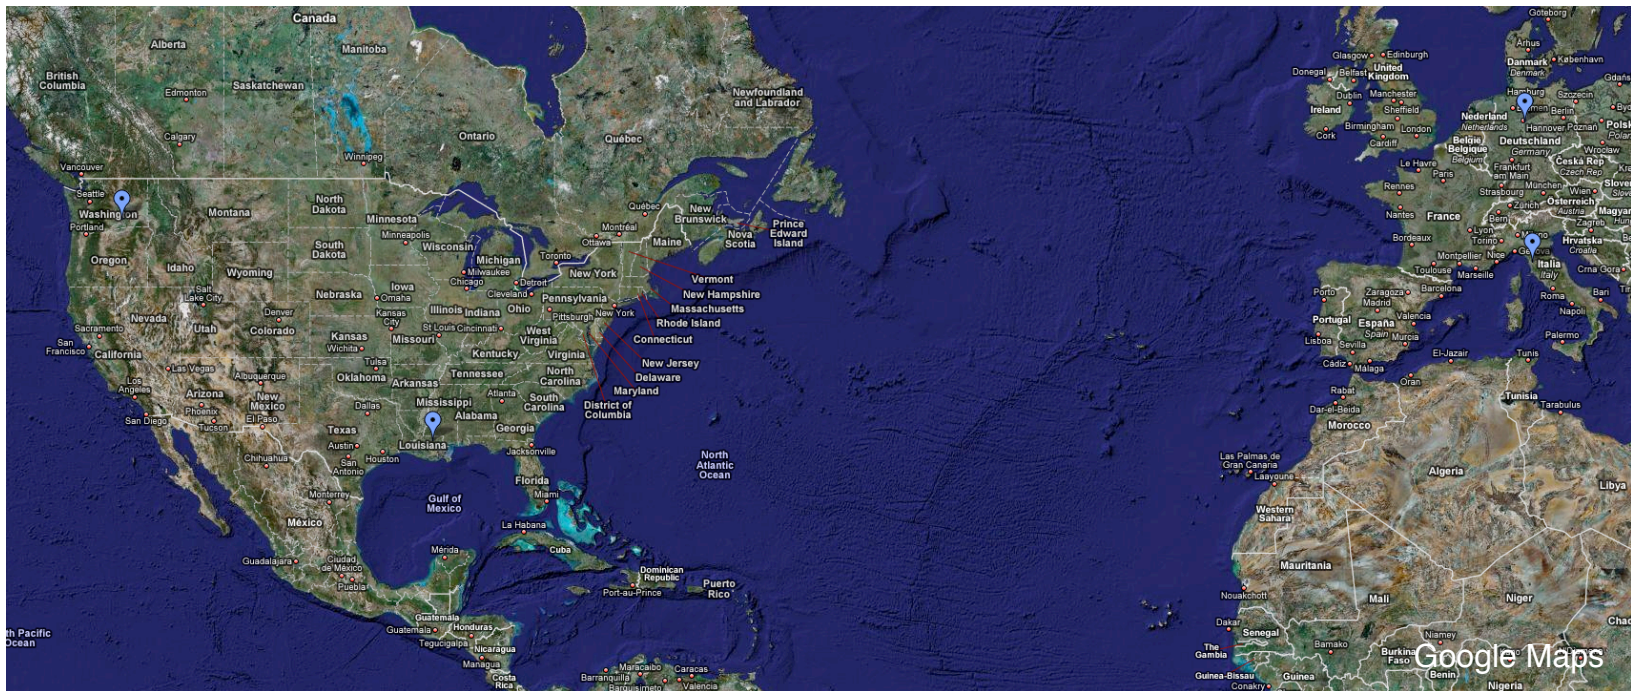 Canada
Alberta
Manitoba
British
Columbia
Saskatchewan
Edmonton
Calgary
Ontario
Québec
Newfoundland
and Labrador
Winnipeg
Vancouver
Seattle
Washington
Portland
Montana
North
Dakota
Minnesota
Minneapolis
Wisconsin
Québec
Montréal
Ottawa
New
Brunswick
Nova
Scotia
Prince
Edward
Island
Maine
Oregon
Idaho
Wyoming
South
Dakota
Michigan
Milwaukee
Chicago
Detroit
Toronto
New York
Vermont
New Hampshire
Massachusetts
Rhode Island
Connecticut
New Jersey
Delaware
Maryland
District of
Columbia
Salt
Lake City
Nebraska
Iowa
Omaha
Cleveland
Pennsylvania
New York
Pittsburgh
Ohio
Illinois
Indiana
Nevada
Utah
Denver
Colorado
Kansas
City
Kansas
Wichita
St Louis
Cincinnati
Missouri
West
Virginia
Virginia
Kentucky
Sacramento
San
Francisco
California
Las Vegas
Albuquerque
Tulsa
Oklahoma
Arkansas
Tennessee
North
Carolina
South
Carolina
Los
Angeles
Arizona
Phoenix
Tucson
New
Mexico
El Paso
San Diego
Dallas
Texas
Austin
San
Antonio
Houston
Mississippi
Alabama
Atlanta
Georgia
Louisiana
Jacksonville
Florida
Miami
Chihuahua
Monterrey
México
Gulf of
Mexico
North
Atlantic
Ocean
La Habana
Cuba
Guadalajara
Ciudad
de México
Puebla
Mérida
Dominican
Republic
Port-au-Prince
Puerto
Rico
Guatemala
Guatemala
Honduras
Tegucigalpa
Nicaragua
Managua
Costa
Rica
Barranquilla
Maracaibo
Caracas
Barquisimeto
Valencia
th Pacific
Ocean
Göteborg
Glasgow
Edinburgh
Donegal
Belfast
United
Kingdom
Dublin
Ireland
Cork
Manchester
Sheffield
Birmingham
London
Cardiff
Århus
Danmark
Denmark
København
Hamburg
Szczecin
Berlin
Hannover
Poznań
Nederland
Netherlands
Deutschland
Germany
België
Belgique
Belgium
Wrocław
Frankfurt
am Main
Česká Rep
Czech Rep
Le Havre
Paris
Rennes
Strasbourg
München
Wien
Nantes
Zürich
Bern
Österreich
Austria
France
Lyon
Torino
Zagreb
Hrvatska
Croatia
Bordeaux
Montpellier
Nice
Toulouse
Marseille
Italia
Italy
Crna Gora
Porto
Zaragoza
Barcelona
Madrid
Roma
Bari
Napoli
Portugal
España
Spain
Valencia
Lisboa
Sevilla
Murcia
Palermo
Cádiz
Málaga
El-Jazair
Tunis
Oran
Rabat
Dar-el-Beida
Morocco
Tunisia
Tarabulus
Las Palmas de
Gran Canaria
Laayoune
Algeria
Libya
Western
Sahara
Mauritania
Nouakchott
Mali
Niger
Dakar
Senegal
The
Gambia
Bamako
Burkina
Faso
Niamey
Guinea-Bissau
Guinea
Conakry
Benin
Nigeria
Google Maps